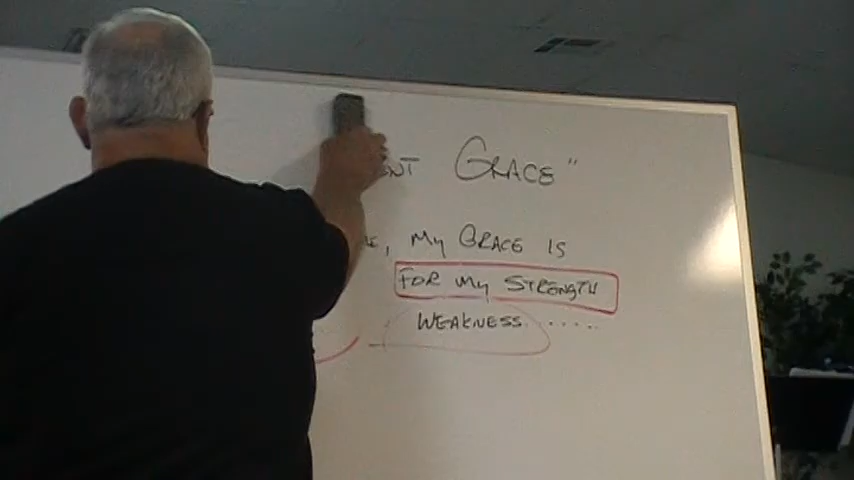 GRACE"
, My GRACE IS
FOR My STRENGTH
WEAKNESS......